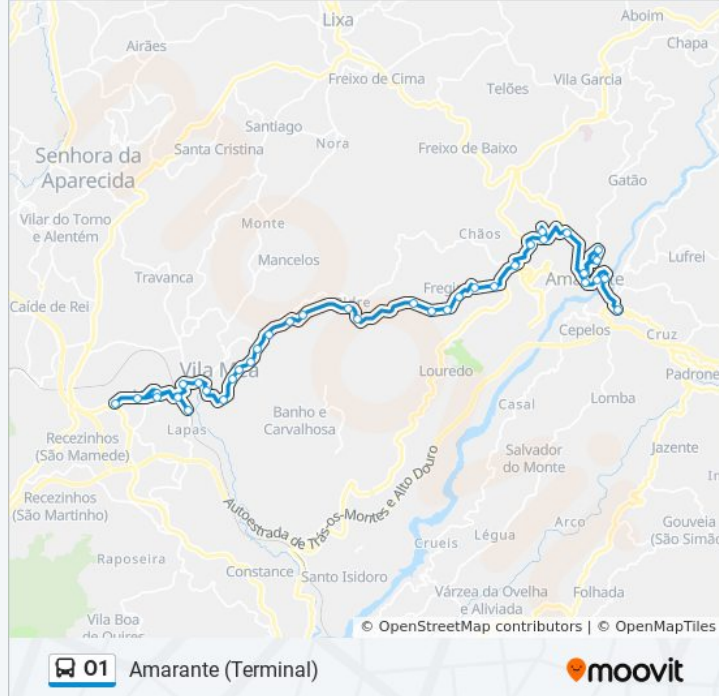 Aboim
Lixa
Chapa
Airães
Freixo de Cima
Vila Garcia
Telões
Santiago
Nora
Santa Cristina
Freixo de Baixo
Senhora da
Aparecida
Gatão
Vilar do Torno
e Alentém
Monte
Chãos
Mancelos
Lufrei
Travanca
Caíde de Rei
Cepelos
Cruz
Vila Meã
Louredo
Padrone
Casal
Lomba
Banho e
Carvalhosa
Lapas
Recezinhos
(São Mamede)
Salvador
do Monte
Jazente
Recezinhos
(São Martinho)
Autoestrada de Trás-os-Montes e Alto Douro
Arco
Gouveia
(São Simão
Légua
Crueis
Raposeira
Constance
Santo Isidoro
Várzea da Ovelha
e Aliviada
Folhada
Vila Boa
de Quires
© OpenStreetMap contributors | © OpenMapTiles
01 Amarante (Terminal)
moovit